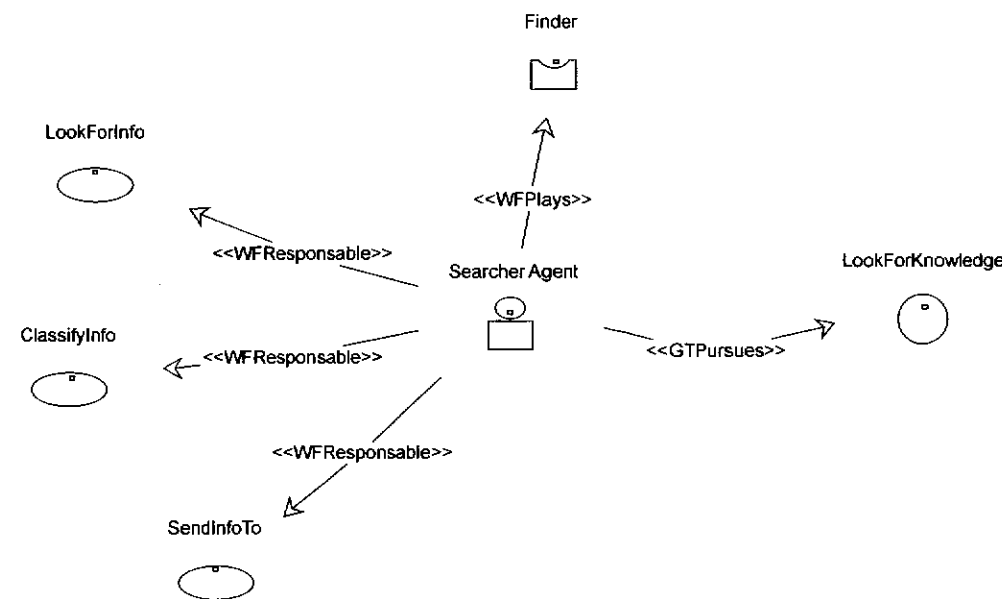 Finder
LookForInfo
<<WFPlays>>
<<WFResponsable>>
Searcher Agent
LookForKnowledge
ClassifyInfo
<<WFResponsable>>
<<GTPursues>>
<<WFResponsable>>
SendInfoTo